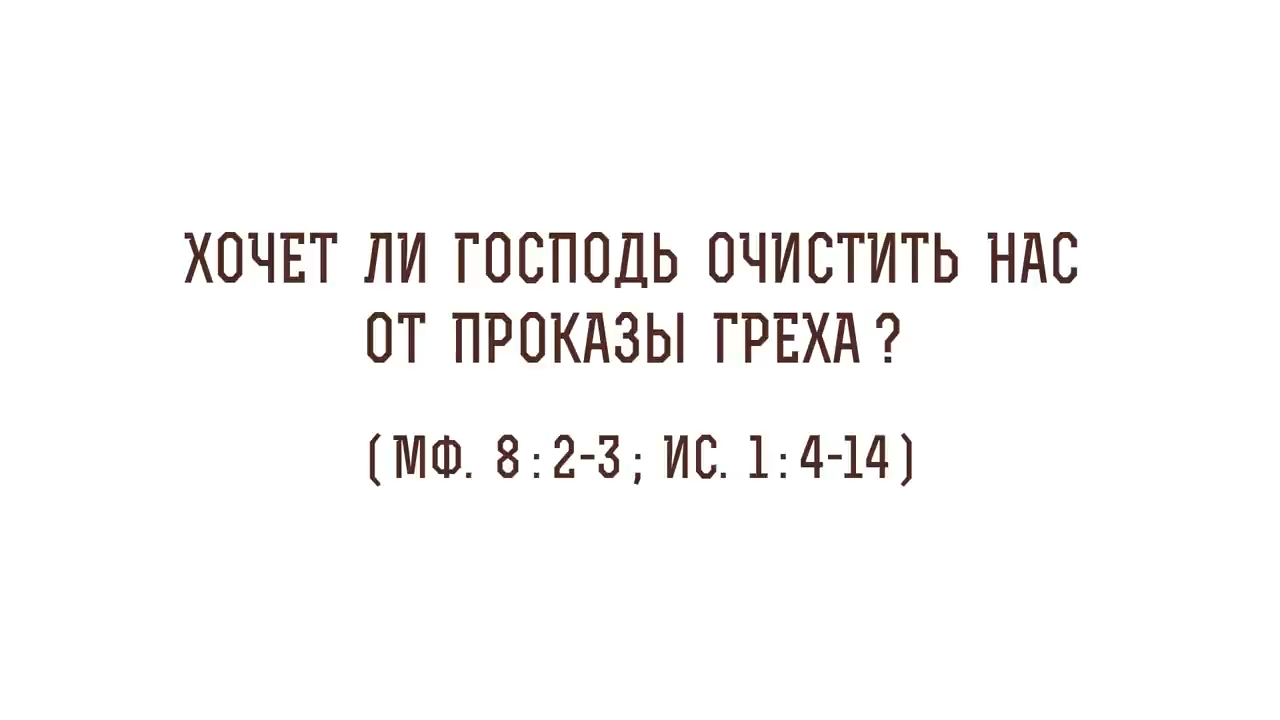 ХОЧЕТ ЛИ ГОСПОДЬ ОЧИСТИТЬ НАС
ОТ ПРОКАЗЫ ГРЕХА?
(МФ. 8:2-3; ИС. 1:4-14)